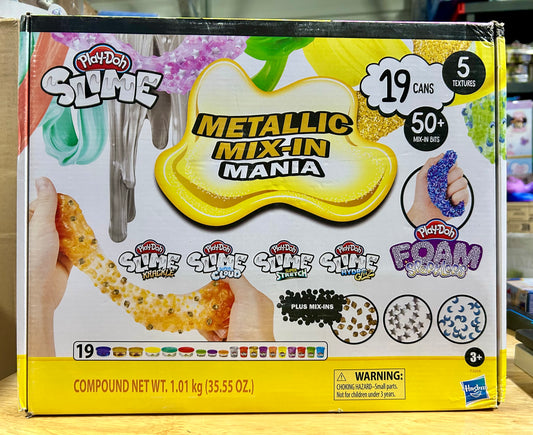 Play-Doh
SLIME
19 CANS
5
TEXTURES
50+
MIX-IN BITS
METALLIC
MIX-IN
MANIA
Play-Doh
SLIME
KRACKLE
Play-Doh
SLIME
CLOUD
Play-Doh
SLIME
STRETCH
Play-Doh
SLIME
HYDRO
Play-Doh
FOAM
PLUS MIX-INS
19
3+
COMPOUND NET WT. 1.01 kg (35.55 OZ.)
WARNING:
CHOKING HAZARD–Small parts.
Not for children under 3 years.
Hasbro